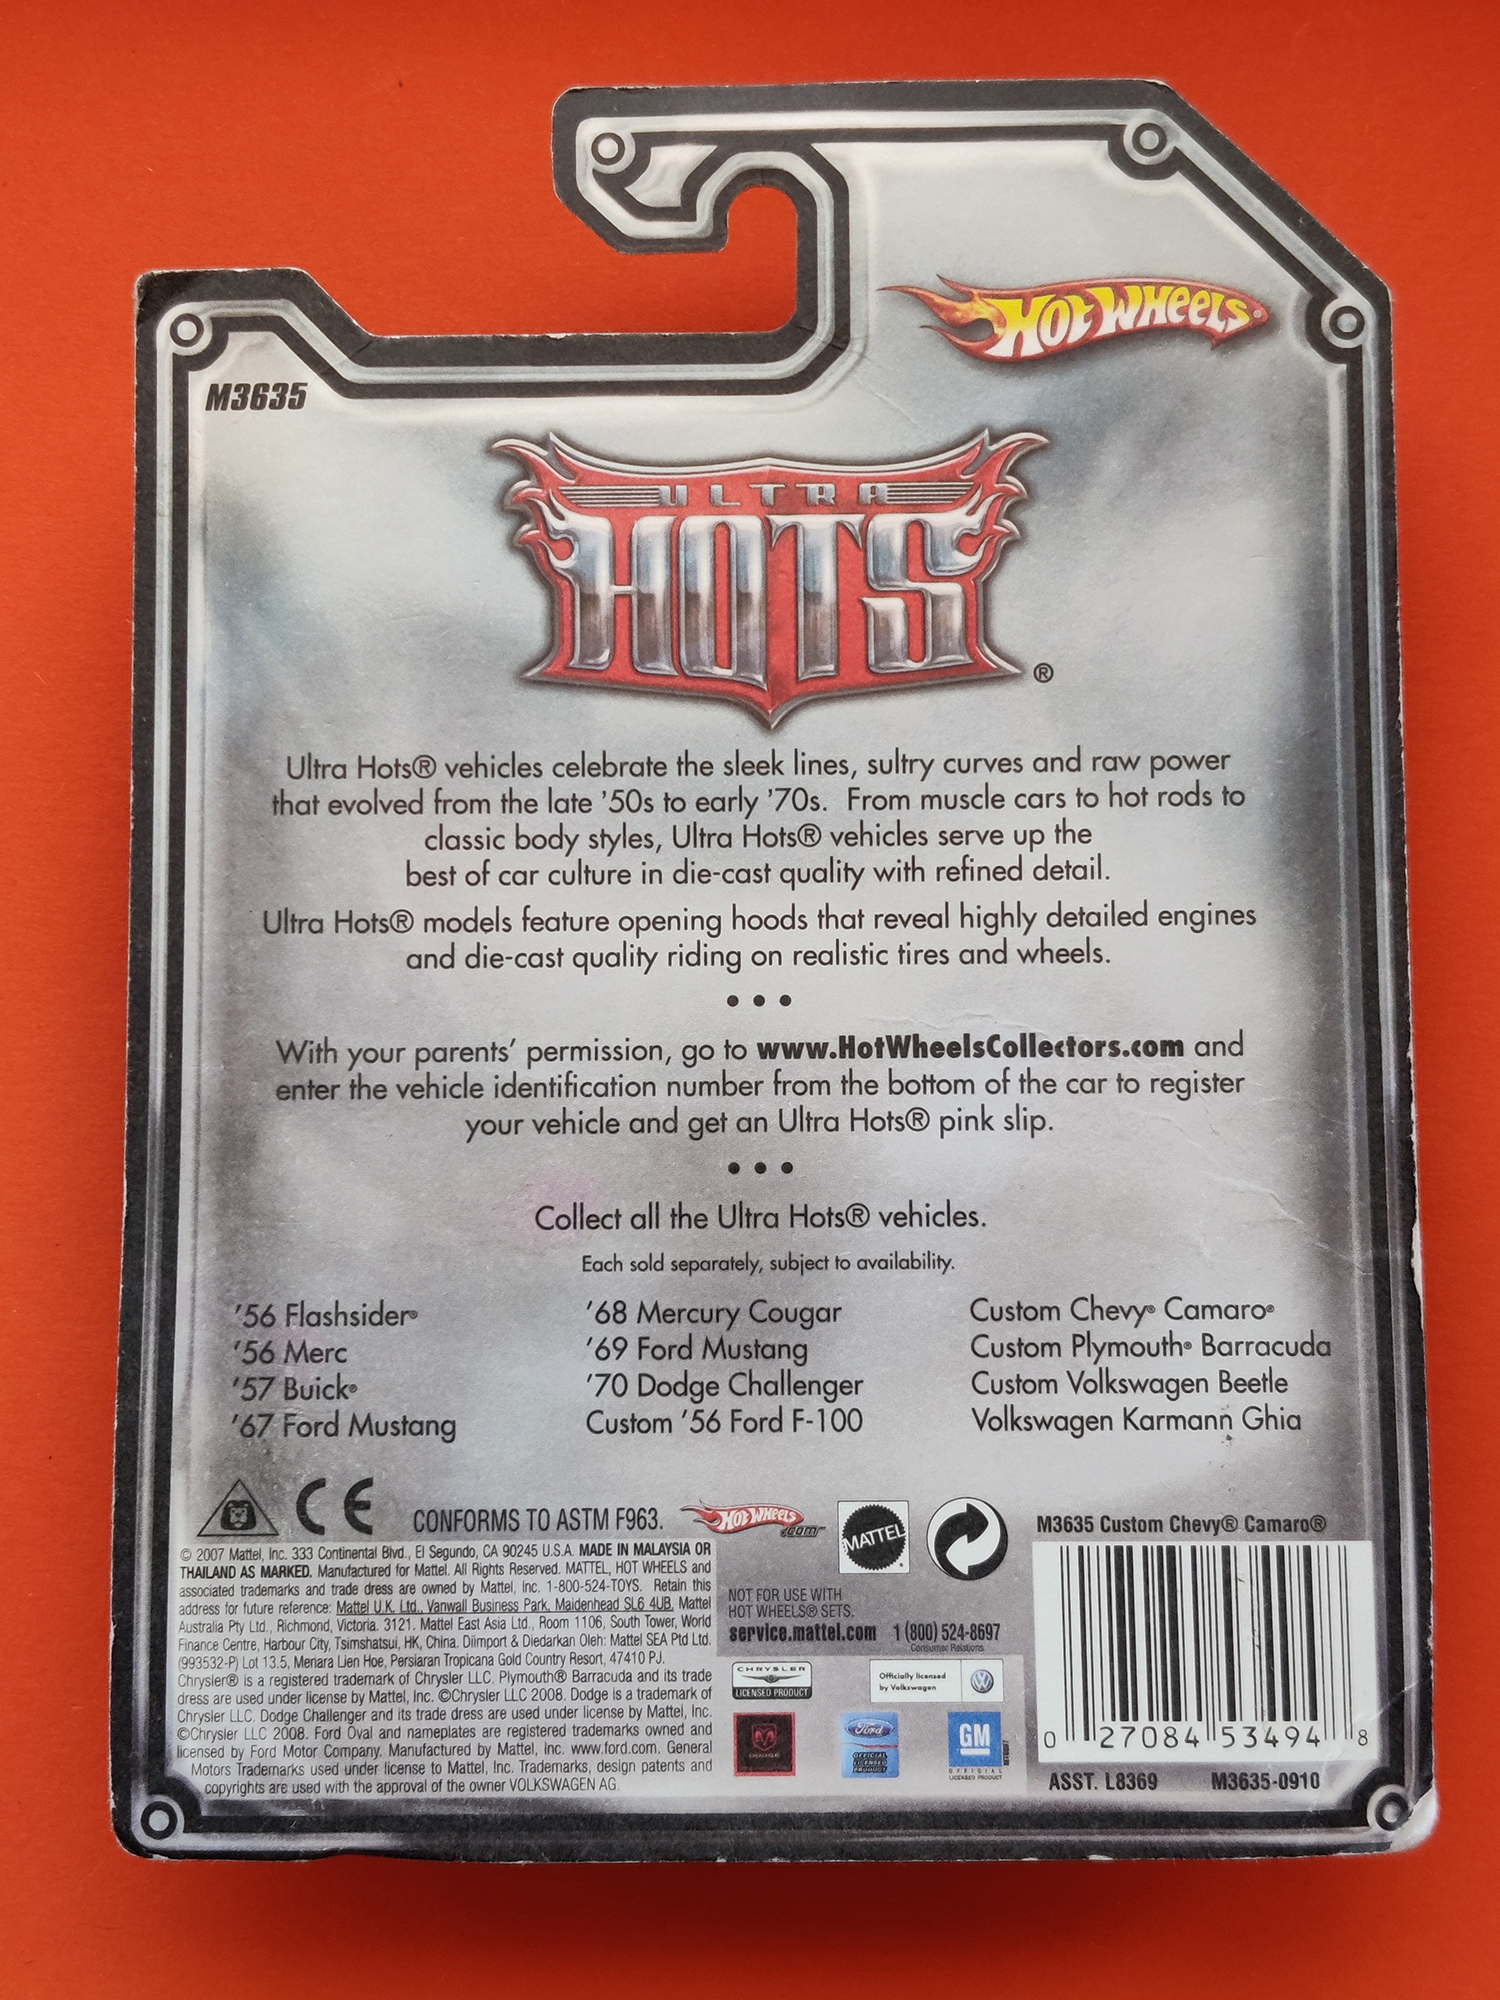 HOT WHEELS
M3635
ULTRA
HOTS®
Ultra Hots® vehicles celebrate the sleek lines, sultry curves and raw power
that evolved from the late '50s to early '70s. From muscle cars to hot rods to
classic body styles, Ultra Hots® vehicles serve up the
best of car culture in die-cast quality with refined detail.
Ultra Hots® models feature opening hoods that reveal highly detailed engines
and die-cast quality riding on realistic tires and wheels.
• • •
With your parents' permission, go to www.HotWheelsCollectors.com and
enter the vehicle identification number from the bottom of the car to register
your vehicle and get an Ultra Hots® pink slip.
• • •
Collect all the Ultra Hots® vehicles.
Each sold separately, subject to availability.
'56 Flashsider®
'56 Merc
'57 Buick®
'67 Ford Mustang
'68 Mercury Cougar
'69 Ford Mustang
'70 Dodge Challenger
Custom '56 Ford F-100
Custom Chevy® Camaro®
Custom Plymouth® Barracuda
Custom Volkswagen Beetle
Volkswagen Karmann Ghia
CE CONFORMS TO ASTM F963.
HOT WHEELS .com
MATTEL
© 2007 Mattel, Inc. 333 Continental Blvd., El Segundo, CA 90245 U.S.A. MADE IN MALAYSIA OR
THAILAND AS MARKED. Manufactured for Mattel. All Rights Reserved. MATTEL, HOT WHEELS and
associated trademarks and trade dress are owned by Mattel, Inc. 1-800-524-TOYS. Retain this
address for future reference: Mattel U.K. Ltd., Vanwall Business Park, Maidenhead SL6 4UB. Mattel
Australia Pty Ltd., Richmond, Victoria. 3121. Mattel East Asia Ltd., Room 1106, South Tower, World
Finance Centre, Harbour City, Tsimshatsui, HK, China. Diimport & Diedarkan Oleh: Mattel SEA Ptd Ltd.
(993532-P) Lot 13.5, Menara Lien Hoe, Persiaran Tropicana Gold Country Resort, 47410 PJ.
Chrysler® is a registered trademark of Chrysler LLC. Plymouth® Barracuda and its trade
dress are used under license by Mattel, Inc. ©Chrysler LLC 2008. Dodge is a trademark of
Chrysler LLC. Dodge Challenger and its trade dress are used under license by Mattel, Inc.
©Chrysler LLC 2008. Ford Oval and nameplates are registered trademarks owned and
licensed by Ford Motor Company. Manufactured by Mattel, Inc. www.ford.com. General
Motors Trademarks used under license to Mattel, Inc. Trademarks, design patents and
copyrights are used with the approval of the owner VOLKSWAGEN AG.
NOT FOR USE WITH
HOT WHEELS® SETS.
service.mattel.com 1 (800) 524-8697
Consumer Relations
CHRYSLER
LICENSED PRODUCT
Officially licensed
by Volkswagen
DODGE
Ford
OFFICIAL
LICENSED
PRODUCT
GM
OFFICIAL
LICENSED PRODUCT
M3635 Custom Chevy® Camaro®
0 27084 53494 8
ASST. L8369 M3635-0910